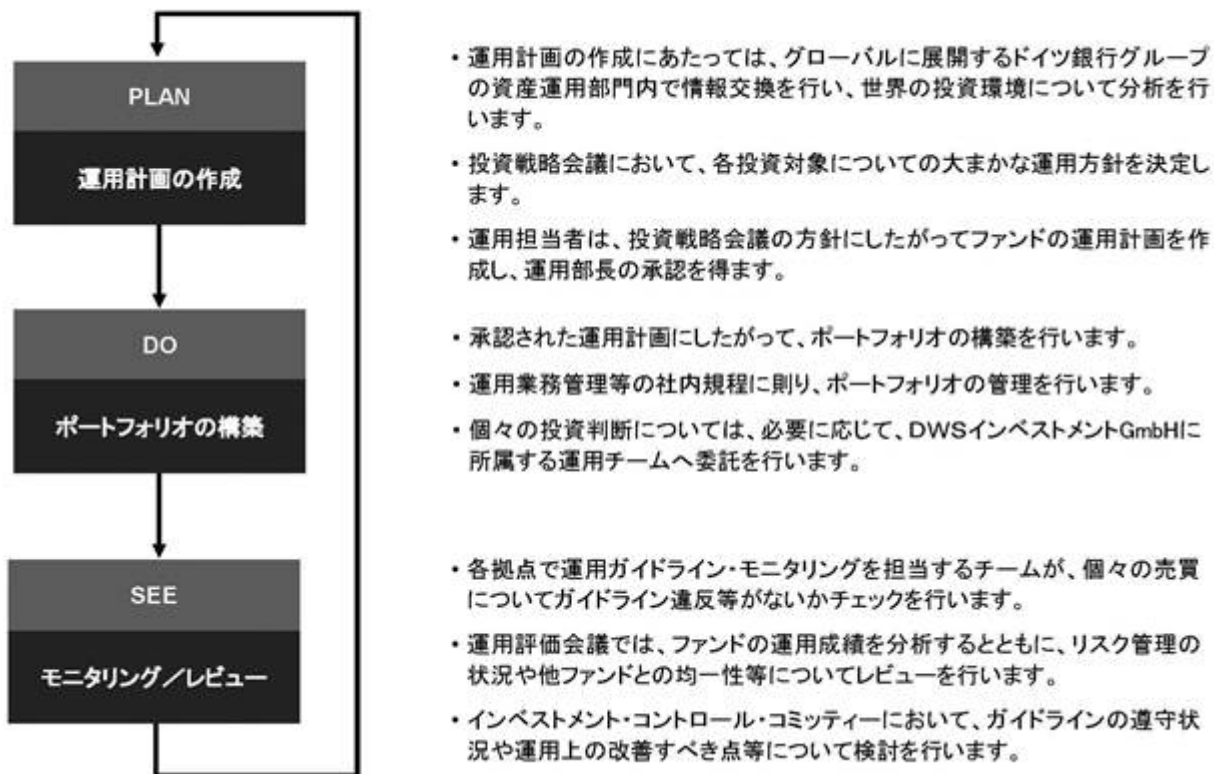 PLAN
運用計画の作成
・運用計画の作成にあたっては、グローバルに展開するドイツ銀行グループ
の資産運用部門内で情報交換を行い、世界の投資環境について分析を行
います。
・投資戦略会議において、各投資対象についての大まかな運用方針を決定し
ます。
・運用担当者は、投資戦略会議の方針にしたがってファンドの運用計画を作
成し、運用部長の承認を得ます。
DO
ポートフォリオの構築
・承認された運用計画にしたがって、ポートフォリオの構築を行います。
・運用業務管理等の社内規程に則り、ポートフォリオの管理を行います。
・個々の投資判断については、必要に応じて、DWSインベストメントGmbHに
所属する運用チームへ委託を行います。
SEE
モニタリング／レビュー
・各拠点で運用ガイドライン・モニタリングを担当するチームが、個々の売買
についてガイドライン違反等がないかチェックを行います。
・運用評価会議では、ファンドの運用成績を分析するとともに、リスク管理の
状況や他ファンドとの均一性等についてレビューを行います。
・インベストメント・コントロール・コミッティーにおいて、ガイドラインの遵守状
況や運用上の改善すべき点等について検討を行います。